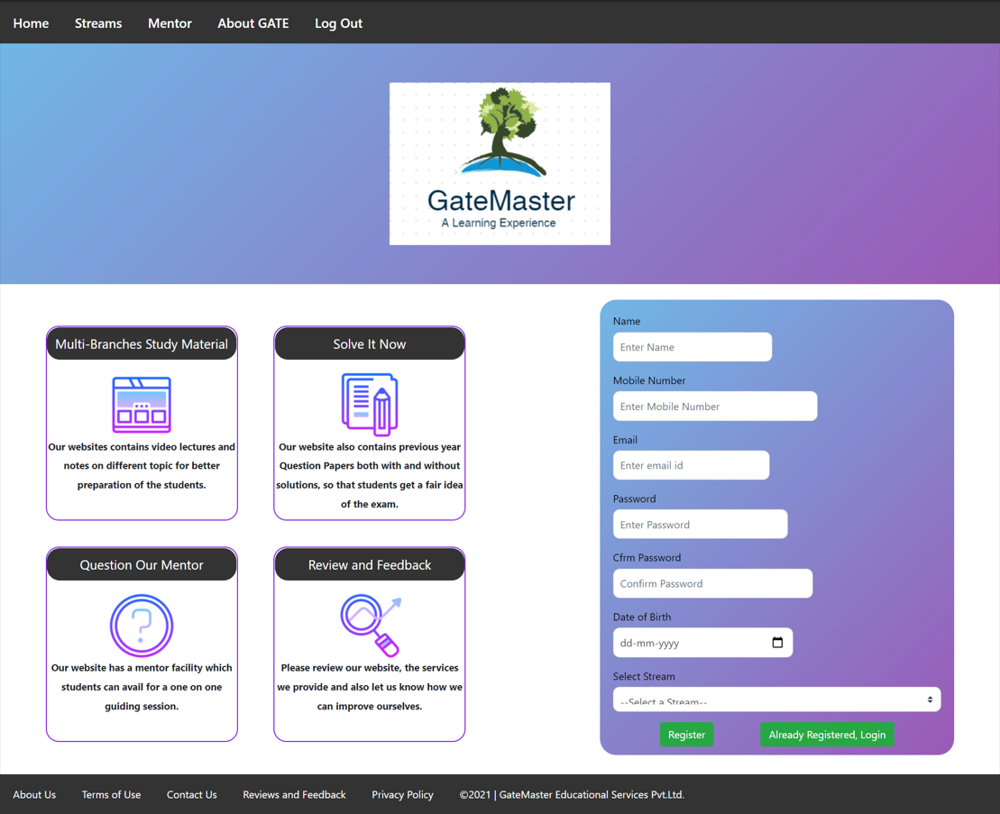 Home Streams Mentor About GATE Log Out
GateMaster
A Learning Experience
Multi-Branches Study Material
Our websites contains video lectures and
notes on different topic for better
preparation of the students.
Solve It Now
Our website also contains previous year
Question Papers both with and without
solutions, so that students get a fair idea
of the exam.
Question Our Mentor
Our website has a mentor facility which
students can avail for a one on one
guiding session.
Review and Feedback
Please review our website, the services
we provide and also let us know how we
can improve ourselves.
Name
Enter Name
Mobile Number
Enter Mobile Number
Email
Enter email id
Password
Enter Password
Cfrm Password
Confirm Password
Date of Birth
dd-mm-yyyy
Select Stream
--Select a Stream--
Register Already Registered, Login
About Us Terms of Use Contact Us Reviews and Feedback Privacy Policy ©2021 | GateMaster Educational Services Pvt.Ltd.